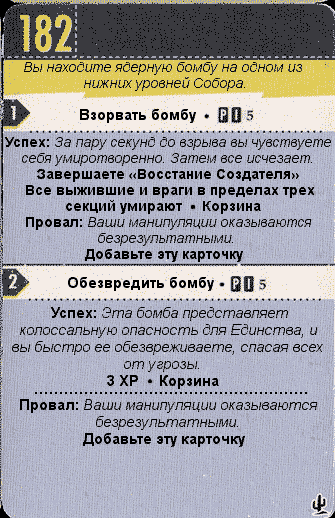 182
Вы находите ядерную бомбу на одном из
нижних уровней Собора.
1 Взорвать бомбу • P I 5
Успех: За пару секунд до взрыва вы чувствуете
себя умиротворенно. Затем все исчезает.
Завершаете «Восстание Создателя»
Все выжившие и враги в пределах трех
секций умирают • Корзина
Провал: Ваши манипуляции оказываются
безрезультатными.
Добавьте эту карточку
2 Обезвредить бомбу • P I 5
Успех: Эта бомба представляет
колоссальную опасность для Единства, и
вы быстро ее обезвреживаете, спасая всех
от угрозы.
3 XP • Корзина
Провал: Ваши манипуляции оказываются
безрезультатными.
Добавьте эту карточку